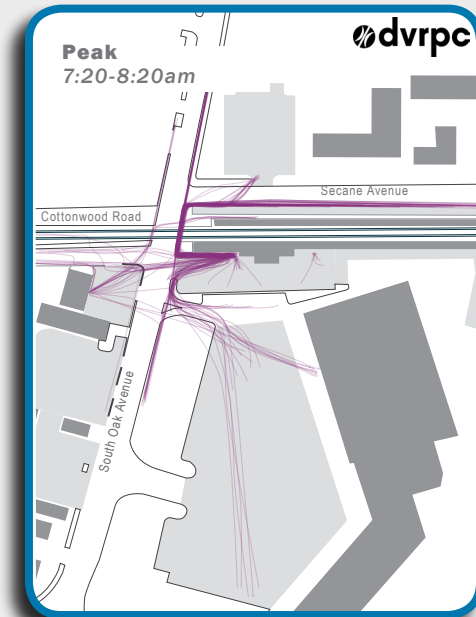 Peak
7:20-8:20am
dvrpc
Secane Avenue
Cottonwood Road
South Oak Avenue